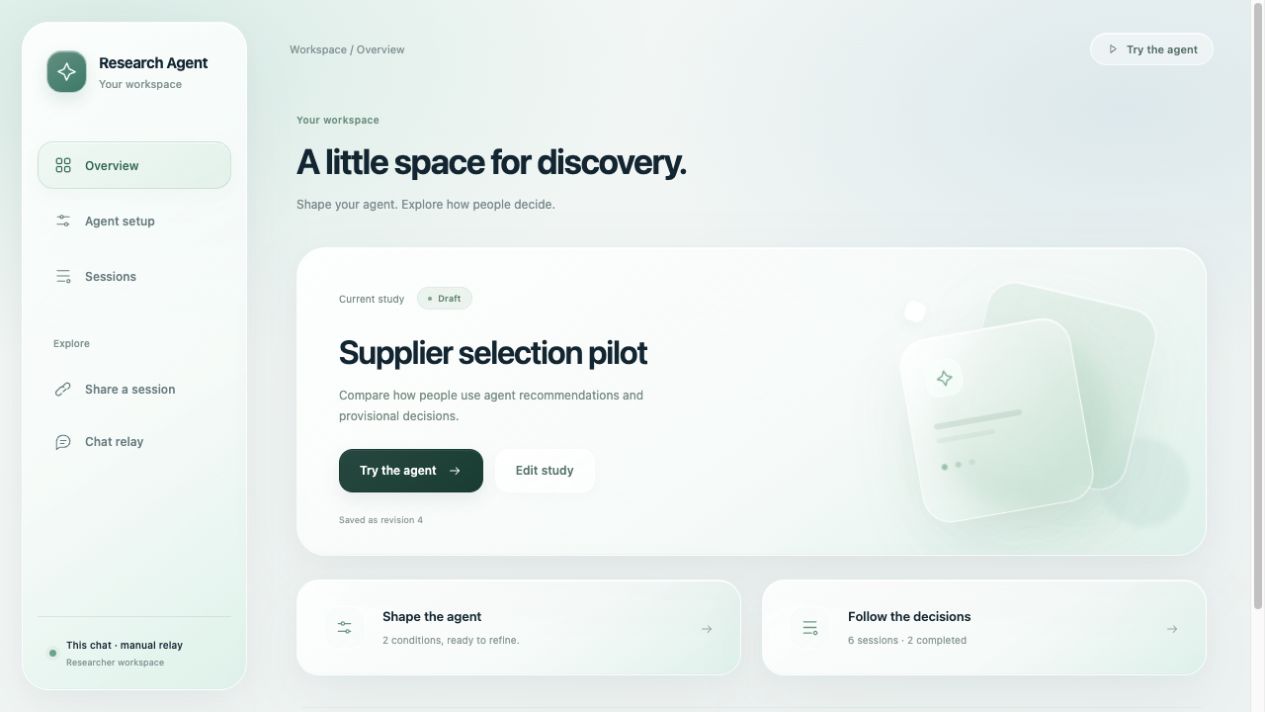 Research Agent
Your workspace
Overview
Agent setup
Sessions
Explore
Share a session
Chat relay
This chat · manual relay
Researcher workspace
Workspace / Overview
Try the agent
Your workspace
A little space for discovery.
Shape your agent. Explore how people decide.
Current study
Draft
Supplier selection pilot
Compare how people use agent recommendations and
provisional decisions.
Try the agent
Edit study
Saved as revision 4
Shape the agent
2 conditions, ready to refine.
Follow the decisions
6 sessions · 2 completed